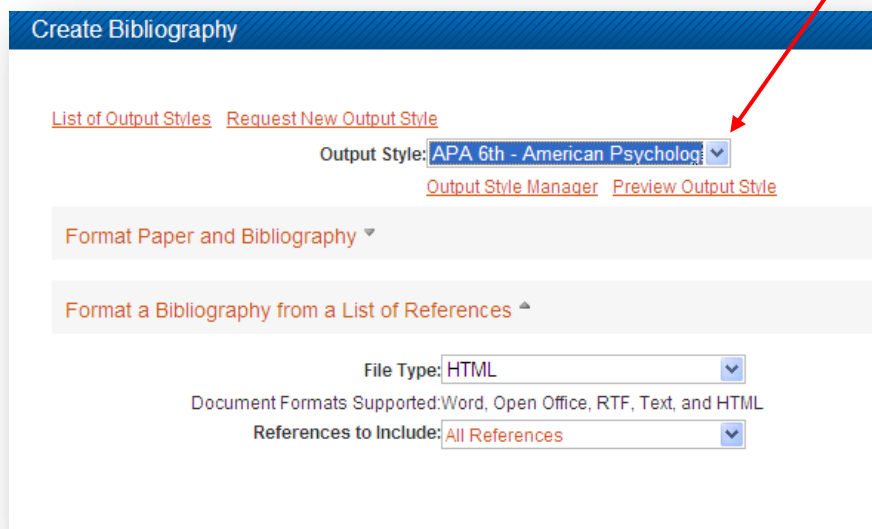 Create Bibliography
List of Output Styles Request New Output Style
Output Style: APA 6th - American Psycholog
Output Style Manager Preview Output Style
Format Paper and Bibliography
Format a Bibliography from a List of References
File Type: HTML
Document Formats Supported:Word, Open Office, RTF, Text, and HTML
References to Include: All References